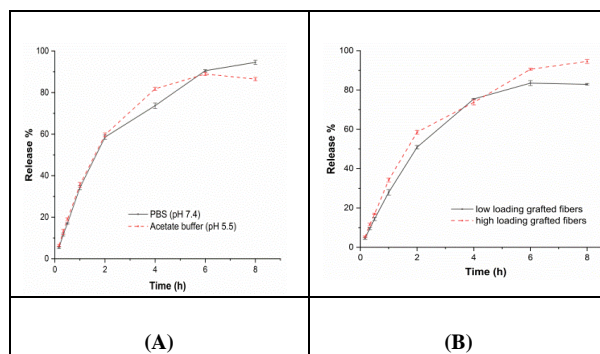 100
80
60
40
20
0
Release %
PBS (pH 7.4)
Acetate buffer (pH 5.5)
0 2 4 6 8
Time (h)
(A)
100
80
60
40
20
0
Release %
low loading grafted fibers
high loading grafted fibers
0 2 4 6 8
Time (h)
(B)